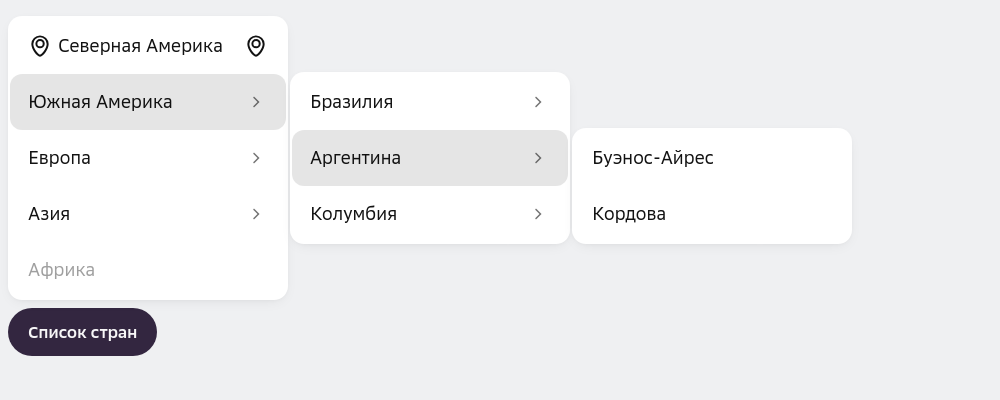 Северная Америка
Южная Америка
Европа
Азия
Африка
Бразилия
Аргентина
Колумбия
Буэнос-Айрес
Кордова
Список стран